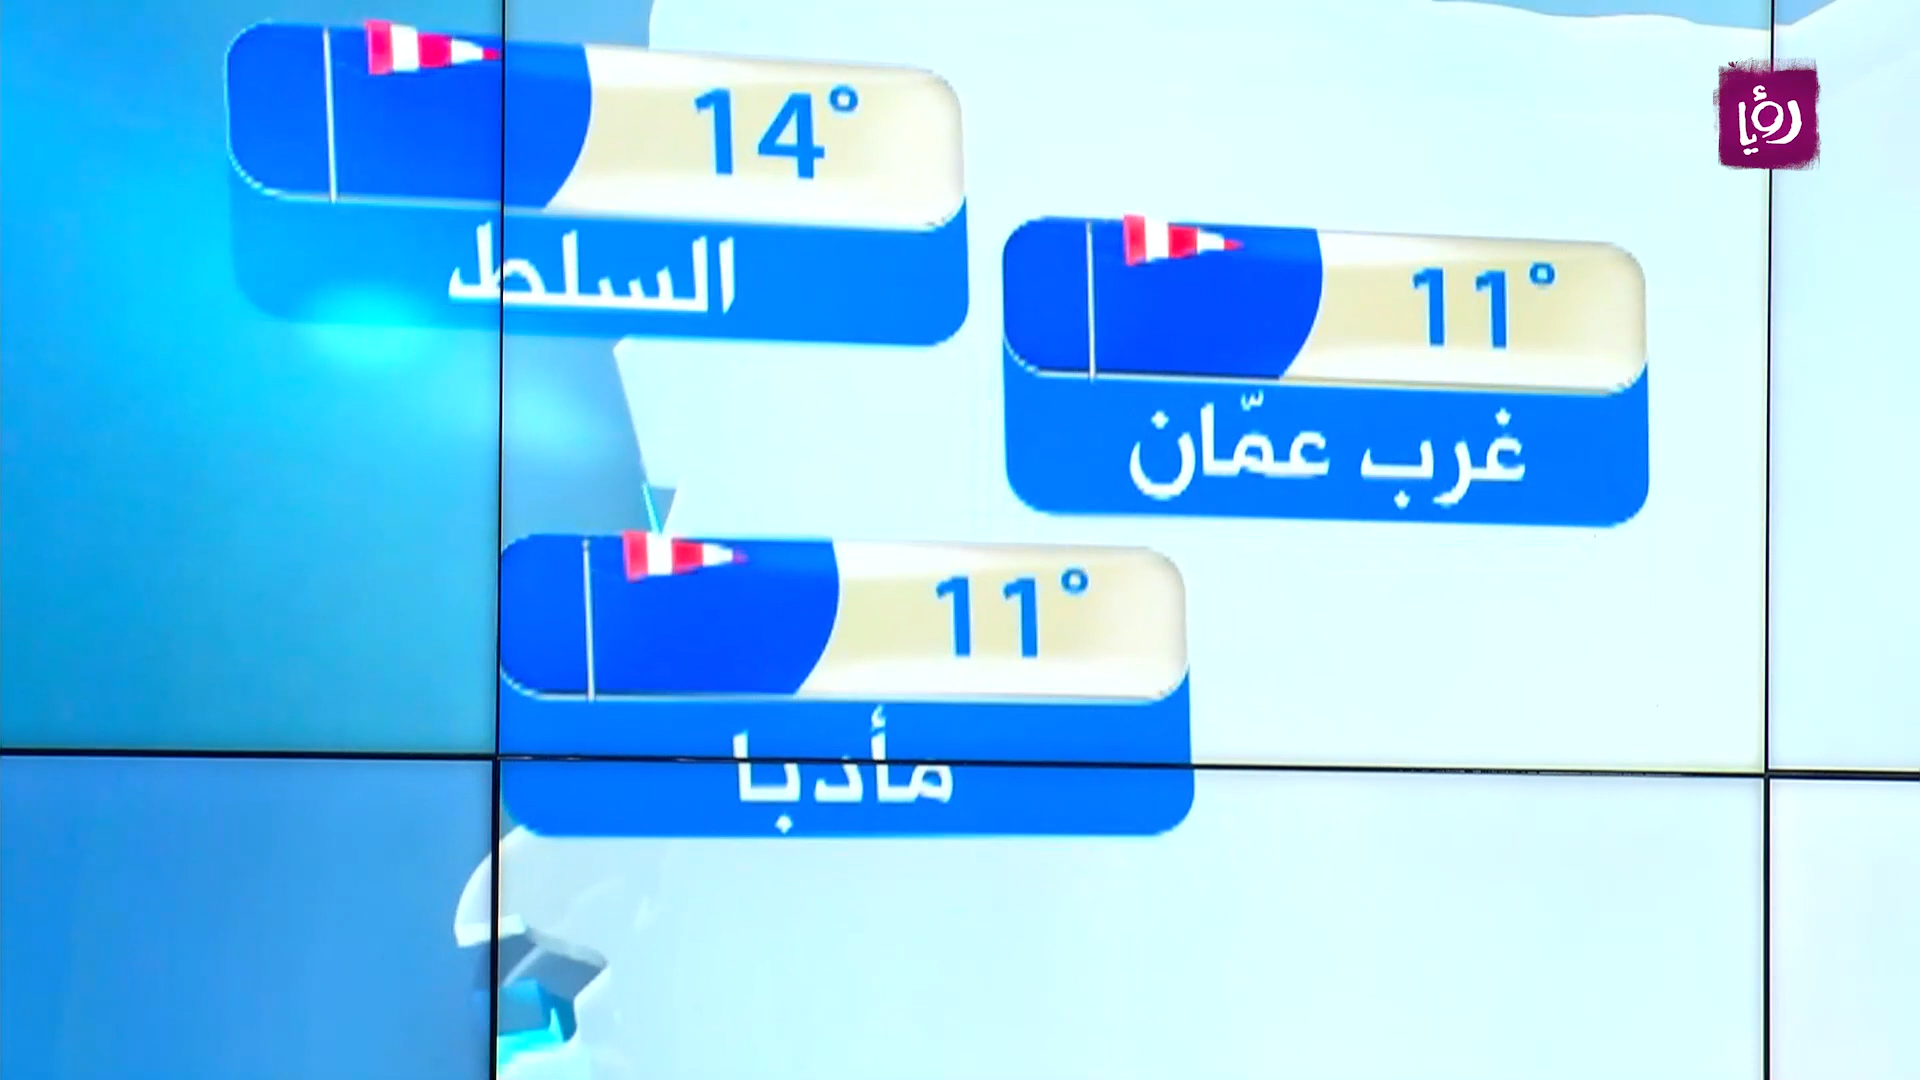 رؤيا
14°
السلط
11°
غرب عمّان
11°
مأدبا